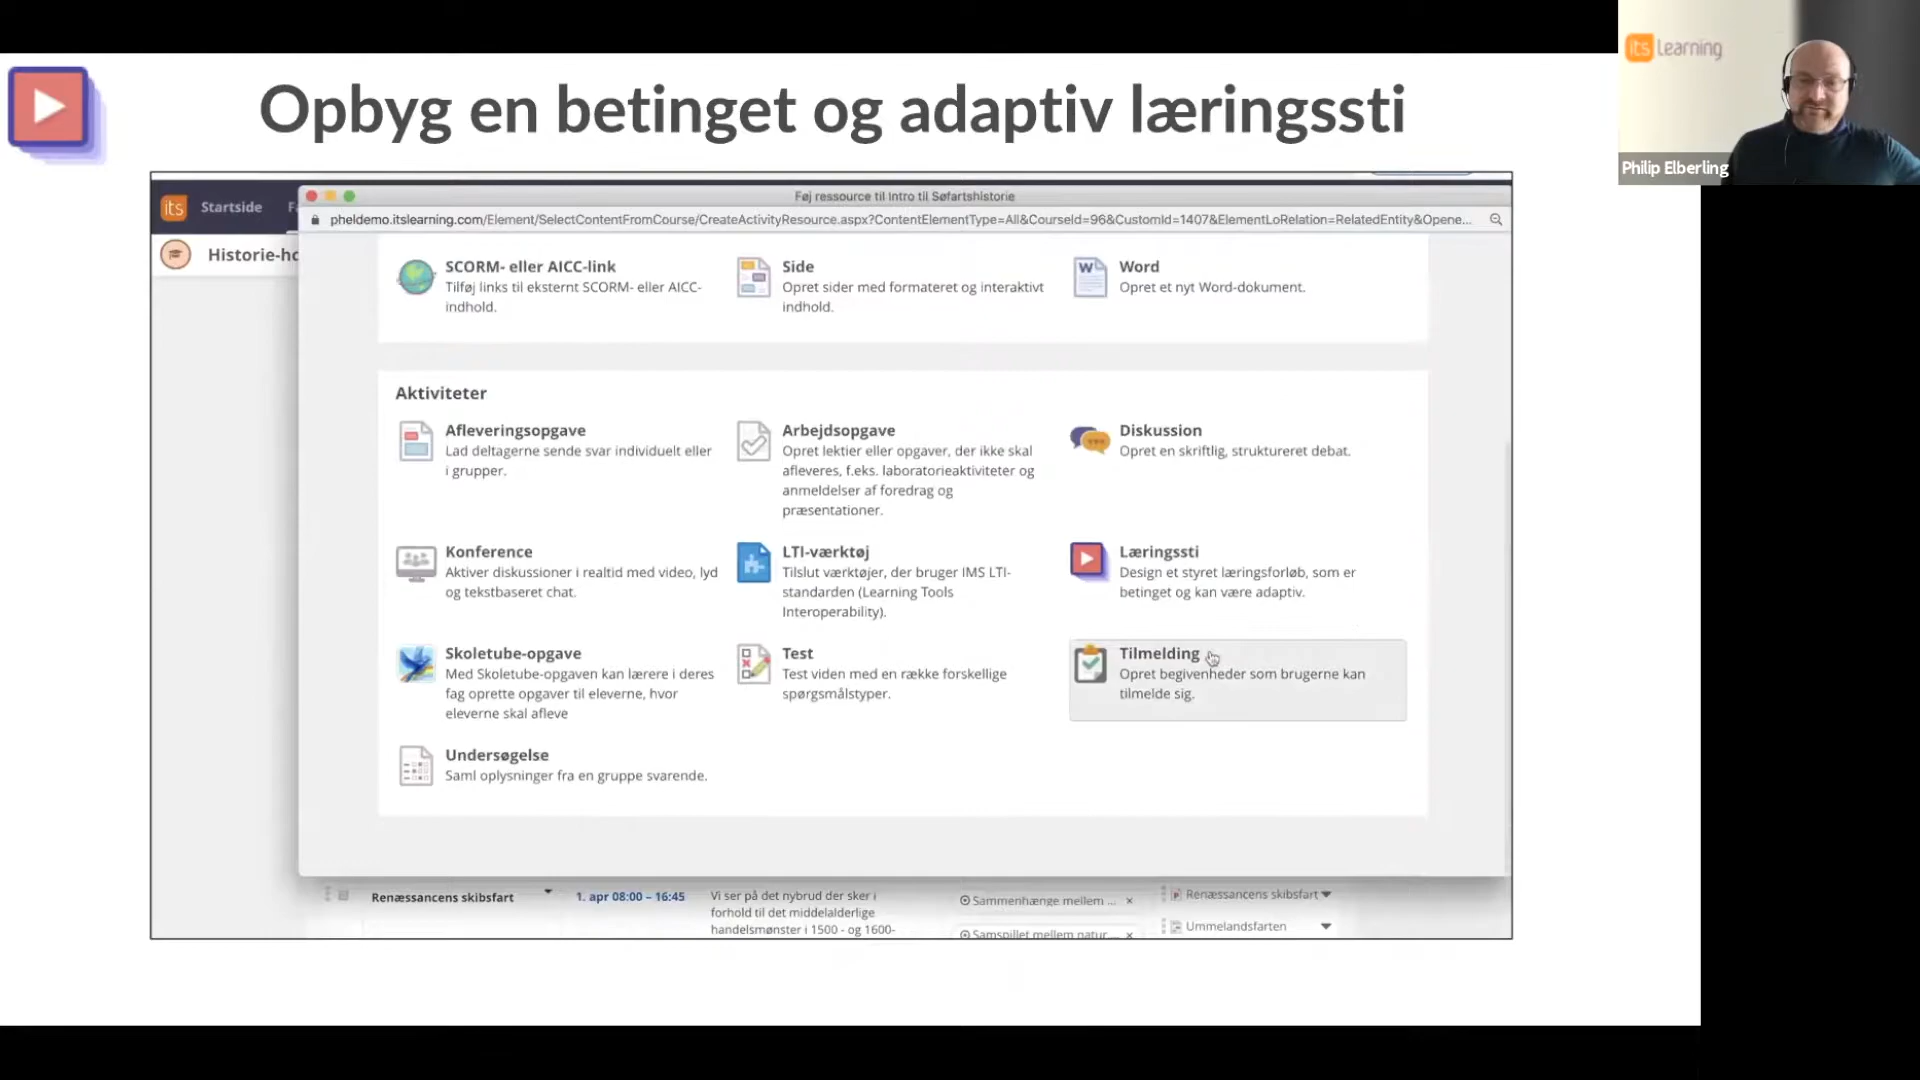 Opbyg en betinget og adaptiv læringssti
its Learning
Philip Elberling
its Startside
Føj ressource til Intro til Søfartshistorie
pheldemo.itslearning.com/Element/SelectContentFromCourse/CreateActivityResource.aspx?ContentElementType=All&CourseId=96&CustomId=1407&ElementLoRelation=RelatedEntity&Opene...
SCORM- eller AICC-link
Tilføj links til eksternt SCORM- eller AICC-
indhold.
Side
Opret sider med formateret og interaktivt
indhold.
Word
Opret et nyt Word-dokument.
Aktiviteter
Afleveringsopgave
Lad deltagerne sende svar individuelt eller
i grupper.
Arbejdsopgave
Opret lektier eller opgaver, der ikke skal
afleveres, f.eks. laboratorieaktiviteter og
anmeldelser af foredrag og
præsentationer.
Diskussion
Opret en skriftlig, struktureret debat.
Konference
Aktiver diskussioner i realtid med video, lyd
og tekstbaseret chat.
LTI-værktøj
Tilslut værktøjer, der bruger IMS LTI-
standarden (Learning Tools
Interoperability).
Læringssti
Design et styret læringsforløb, som er
betinget og kan være adaptiv.
Skoletube-opgave
Med Skoletube-opgaven kan lærere i deres
fag oprette opgaver til eleverne, hvor
eleverne skal aflevere
Test
Test viden med en række forskellige
spørgsmålstyper.
Tilmelding
Opret begivenheder som brugerne kan
tilmelde sig.
Undersøgelse
Saml oplysninger fra en gruppe svarende.
Renæssancens skibsfart
1. apr 08:00 – 16:45
Vi ser på det nybrud der sker i
forhold til det middelalderlige
handelsmønster i 1500 - og 1600-
Sammenhænge mellem ... ×
Samspillet mellem natur ... ×
Renæssancens skibsfart
Ummelandsfarten